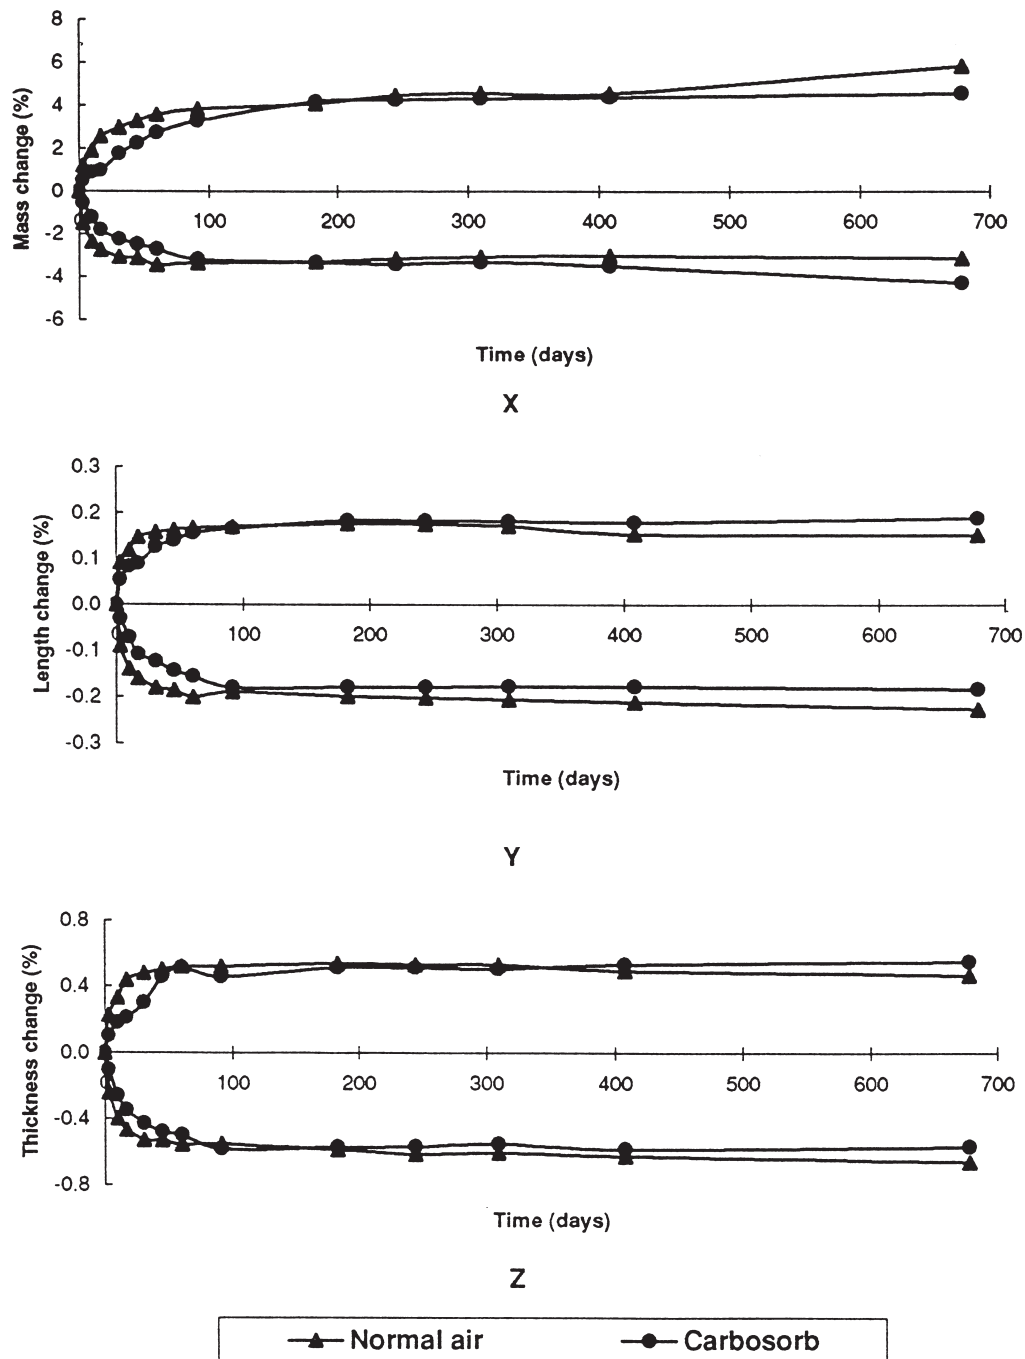 8
6
4
2
0
-2
-4
-6
Mass change (%)
0 100 200 300 400 500 600 700
Time (days)
X
0.3
0.2
0.1
0.0
-0.1
-0.2
-0.3
Length change (%)
0 100 200 300 400 500 600 700
Time (days)
Y
0.8
0.4
0.0
-0.4
-0.8
Thickness change (%)
0 100 200 300 400 500 600 700
Time (days)
Z
Normal air Carbosorb